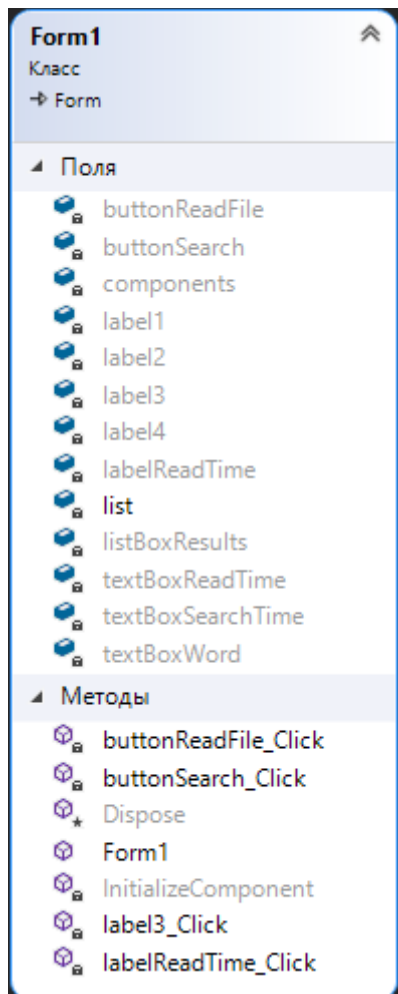 Form1
Класс
Form
Поля
buttonReadFile
buttonSearch
components
label1
label2
label3
label4
labelReadTime
list
listBoxResults
textBoxReadTime
textBoxSearchTime
textBoxWord
Методы
buttonReadFile_Click
buttonSearch_Click
Dispose
Form1
InitializeComponent
label3_Click
labelReadTime_Click